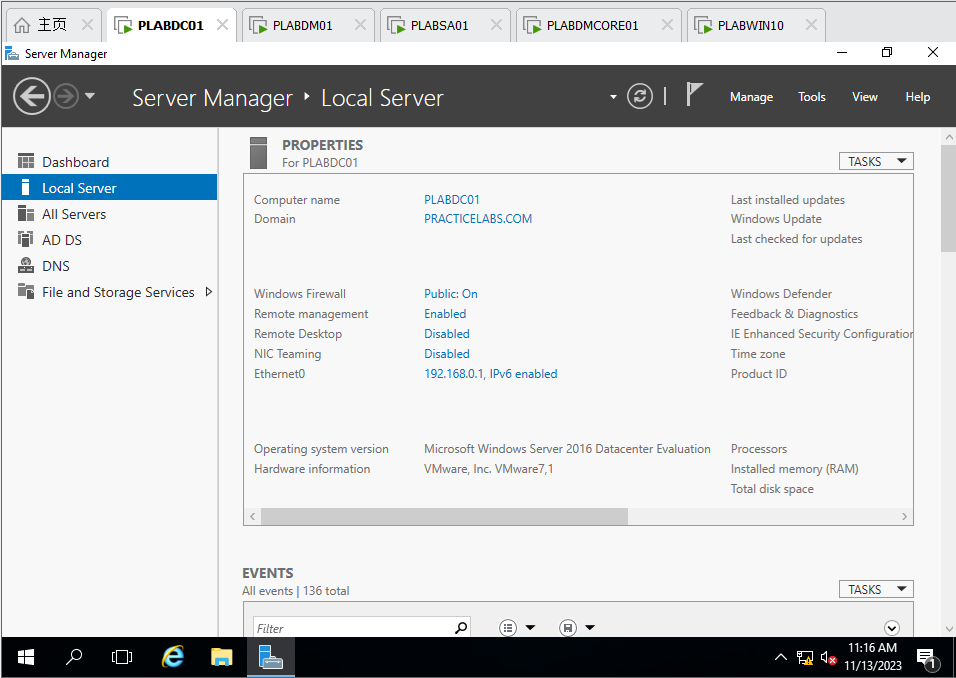 主页 PLABDC01 PLABDM01 PLABSA01 PLABDMCORE01 PLABWIN10
Server Manager
Server Manager Local Server Manage Tools View Help
Dashboard
Local Server
All Servers
AD DS
DNS
File and Storage Services
PROPERTIES
For PLABDC01
TASKS
Computer name PLABDC01 Last installed updates
Domain PRACTICELABS.COM Windows Update
Last checked for updates
Windows Firewall Public: On Windows Defender
Remote management Enabled Feedback & Diagnostics
Remote Desktop Disabled IE Enhanced Security Configuration
NIC Teaming Disabled Time zone
Ethernet0 192.168.0.1, IPv6 enabled Product ID
Operating system version Microsoft Windows Server 2016 Datacenter Evaluation Processors
Hardware information VMware, Inc. VMware7,1 Installed memory (RAM)
Total disk space
EVENTS
All events | 136 total
TASKS
Filter
11:16 AM
11/13/2023
1